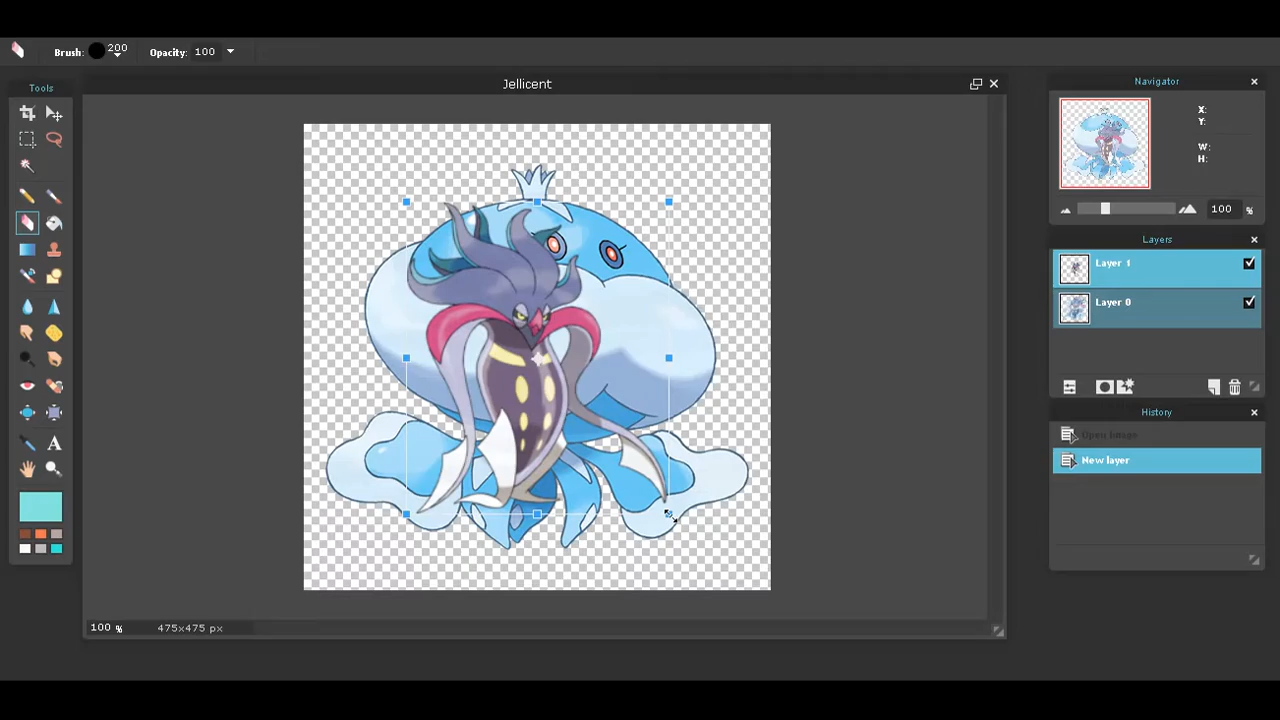 Brush: 200 Opacity: 100
Tools
Jellicent
Navigator
X:
Y:
W:
H:
100 %
Layers
Layer 1
Layer 0
History
Open image
New layer
A
100 % 475x475 px